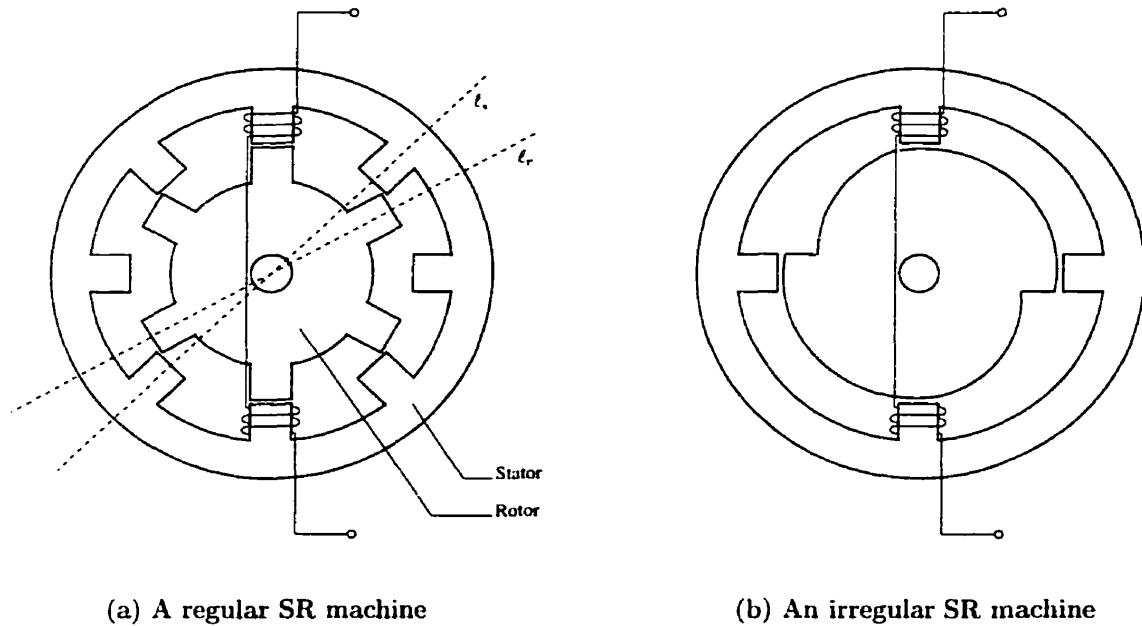 ℓₛ
ℓᵣ
Stator
Rotor
(a) A regular SR machine
(b) An irregular SR machine